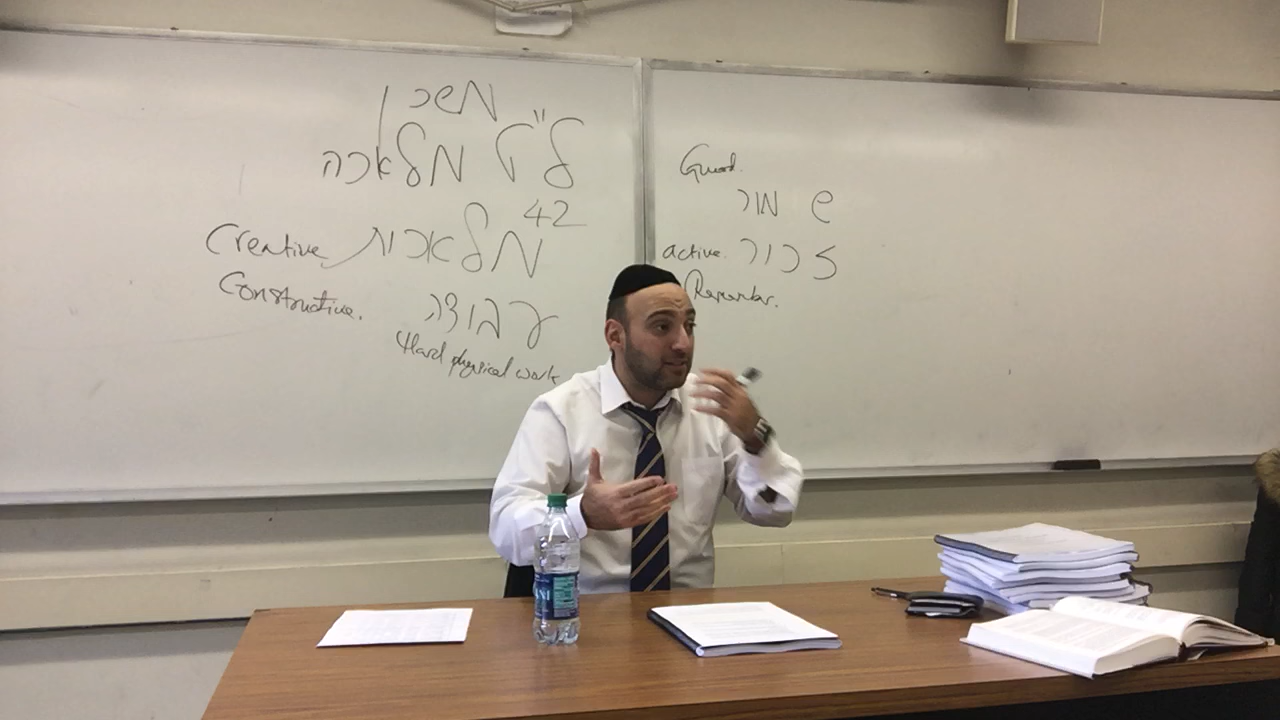 משכן
ל"ט מלאכה
42
מלאכות Creative
Constructive.
עבודה
Hard physical work
Guard.
שמור
זכור active.
Remember.